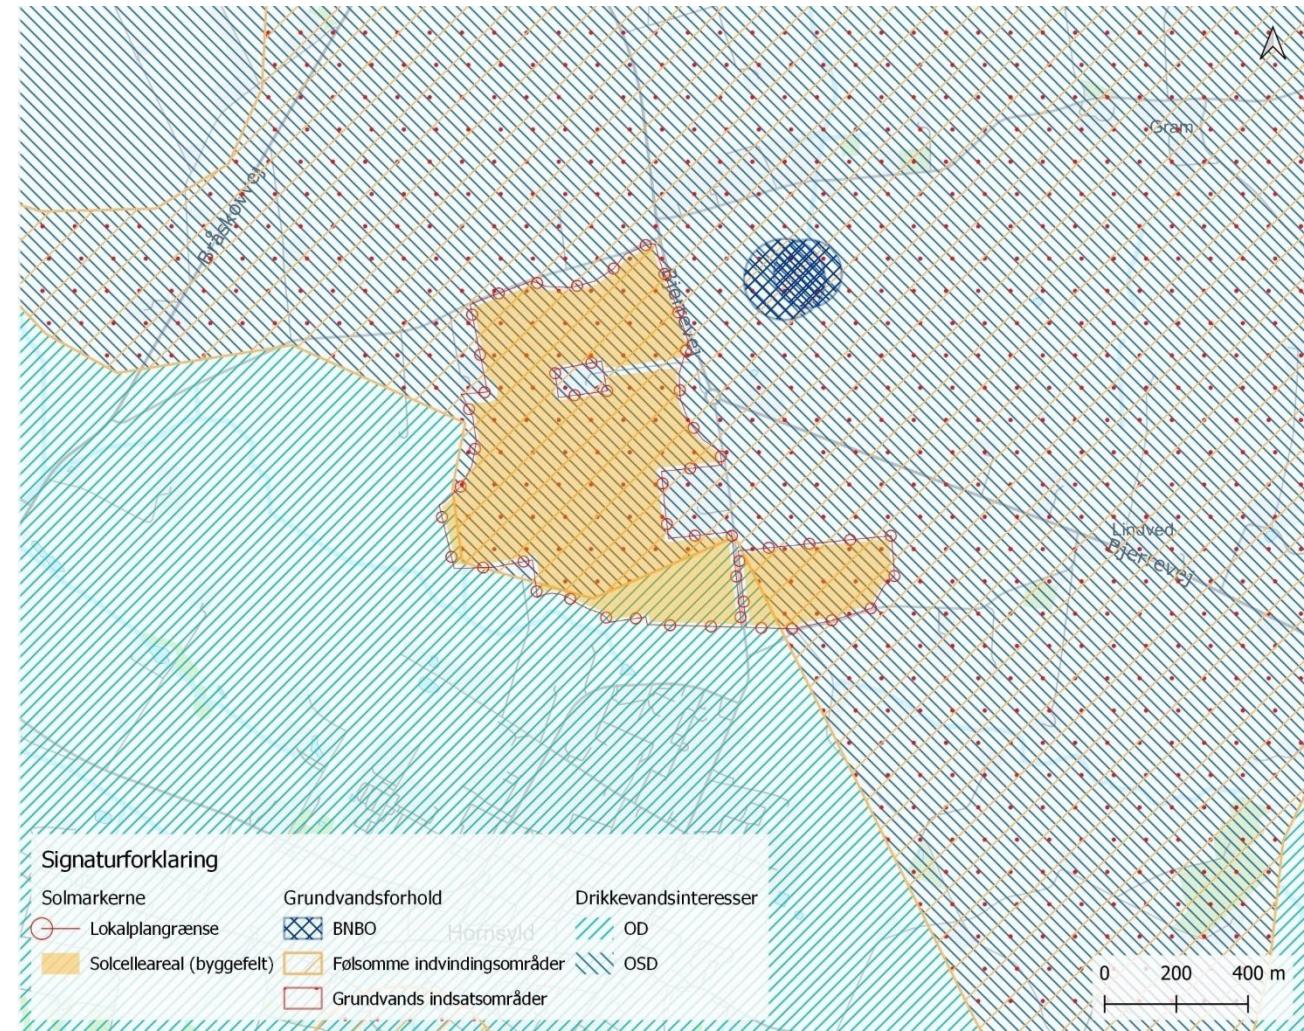 Gram
Bråskovvej
Bjerrevej
Lindved
Bjerrevej
Signaturforklaring
Solmarkerne
Lokalplangrænse
Solcelleareal (byggefelt)
Grundvandsforhold
BNBO
Følsomme indvindingsområder
Grundvands indsatsområder
Drikkevandsinteresser
OD
OSD
Hornsyld
0 200 400 m